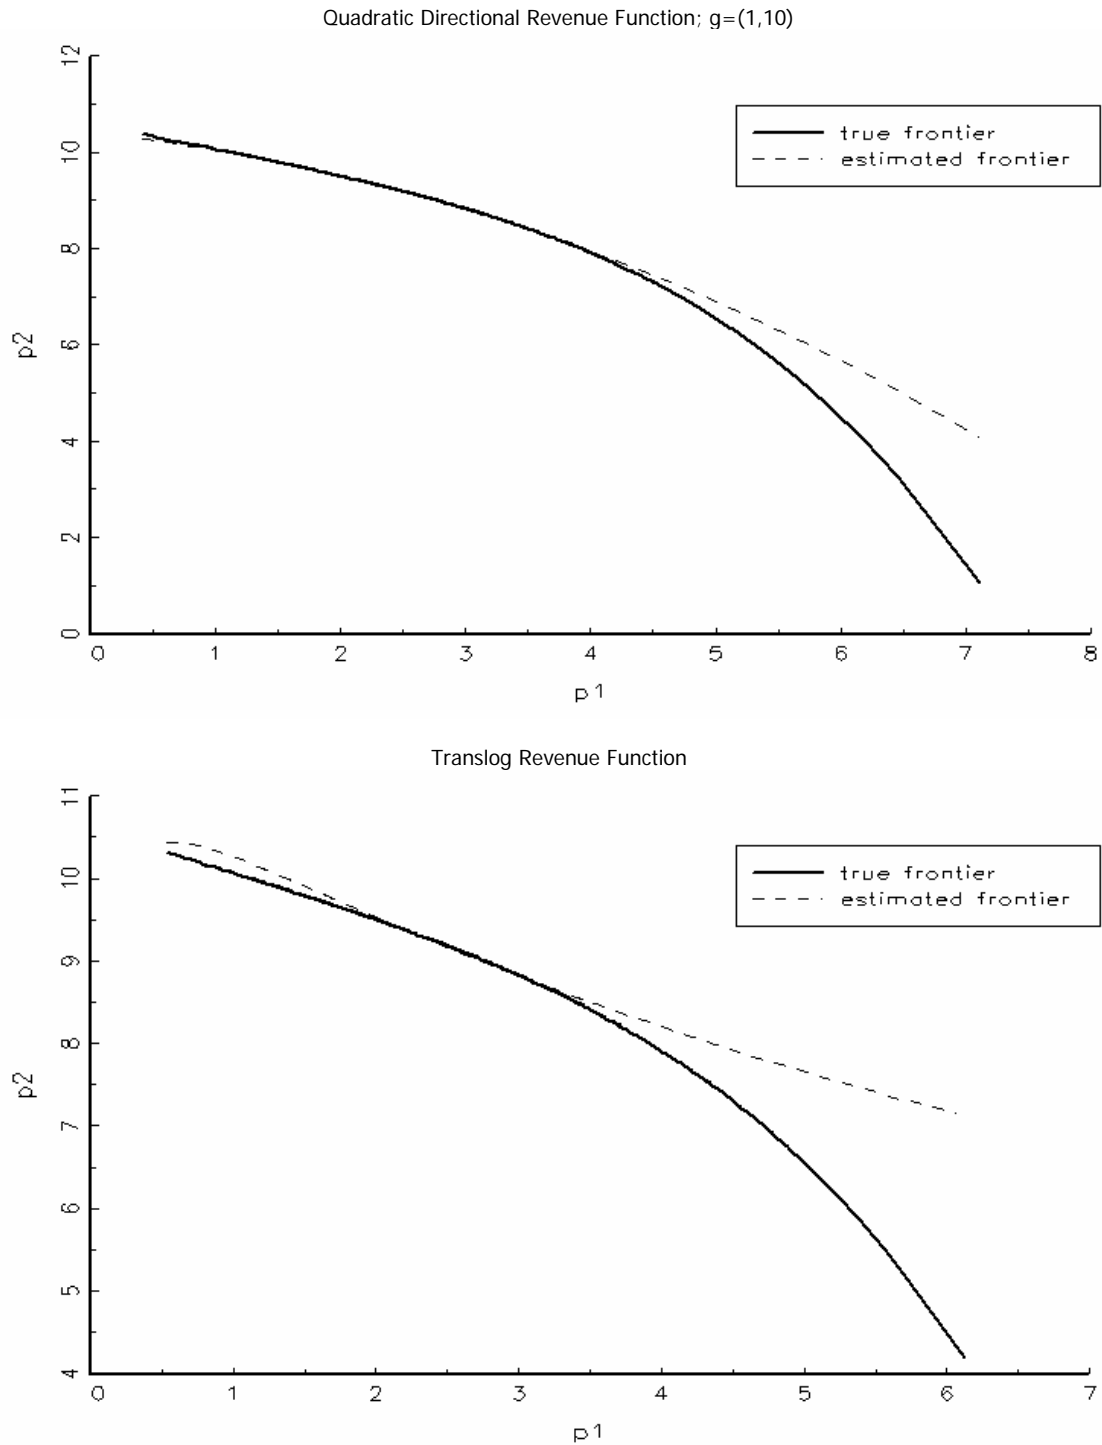 Quadratic Directional Revenue Function; g=(1,10)
12
10
8
6
4
2
0
p2
true frontier
estimated frontier
0 1 2 3 4 5 6 7 8
p1
Translog Revenue Function
11
10
9
8
7
6
5
4
p2
true frontier
estimated frontier
0 1 2 3 4 5 6 7
p1